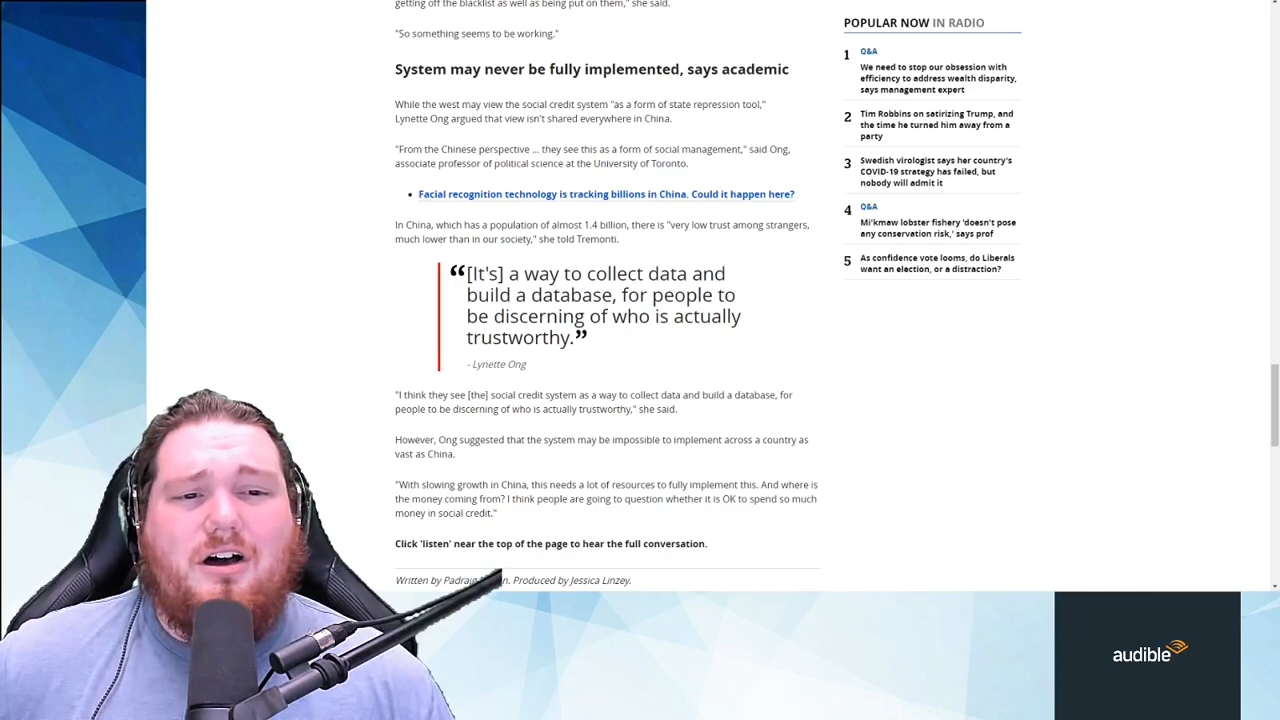 getting off the blacklist as well as being put on them," she said.
"So something seems to be working."
System may never be fully implemented, says academic
While the west may view the social credit system "as a form of state repression tool,"
Lynette Ong argued that view isn't shared everywhere in China.
"From the Chinese perspective ... they see this as a form of social management," said Ong,
associate professor of political science at the University of Toronto.
• Facial recognition technology is tracking billions in China. Could it happen here?
In China, which has a population of almost 1.4 billion, there is "very low trust among strangers,
much lower than in our society," she told Tremonti.
“[It's] a way to collect data and
build a database, for people to
be discerning of who is actually
trustworthy.”
- Lynette Ong
"I think they see [the] social credit system as a way to collect data and build a database, for
people to be discerning of who is actually trustworthy," she said.
However, Ong suggested that the system may be impossible to implement across a country as
vast as China.
"With slowing growth in China, this needs a lot of resources to fully implement this. And where is
the money coming from? I think people are going to question whether it is OK to spend so much
money in social credit."
Click 'listen' near the top of the page to hear the full conversation.
Written by Padraig Produced by Jessica Linzey.
POPULAR NOW IN RADIO
1 Q&A
We need to stop our obsession with
efficiency to address wealth disparity,
says management expert
2 Tim Robbins on satirizing Trump, and
the time he turned him away from a
party
3 Swedish virologist says her country's
COVID-19 strategy has failed, but
nobody will admit it
4 Q&A
Mi'kmaw lobster fishery 'doesn't pose
any conservation risk,' says prof
5 As confidence vote looms, do Liberals
want an election, or a distraction?
audible